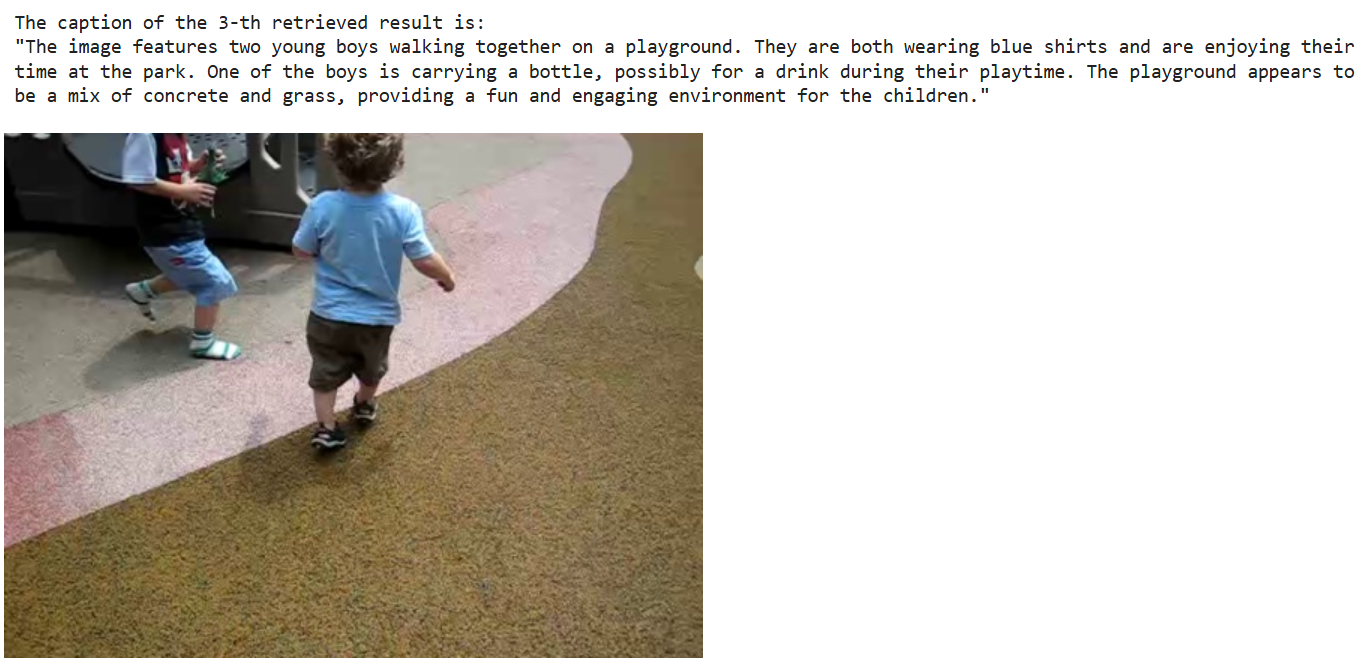 The caption of the 3-th retrieved result is:
"The image features two young boys walking together on a playground. They are both wearing blue shirts and are enjoying their
time at the park. One of the boys is carrying a bottle, possibly for a drink during their playtime. The playground appears to
be a mix of concrete and grass, providing a fun and engaging environment for the children."